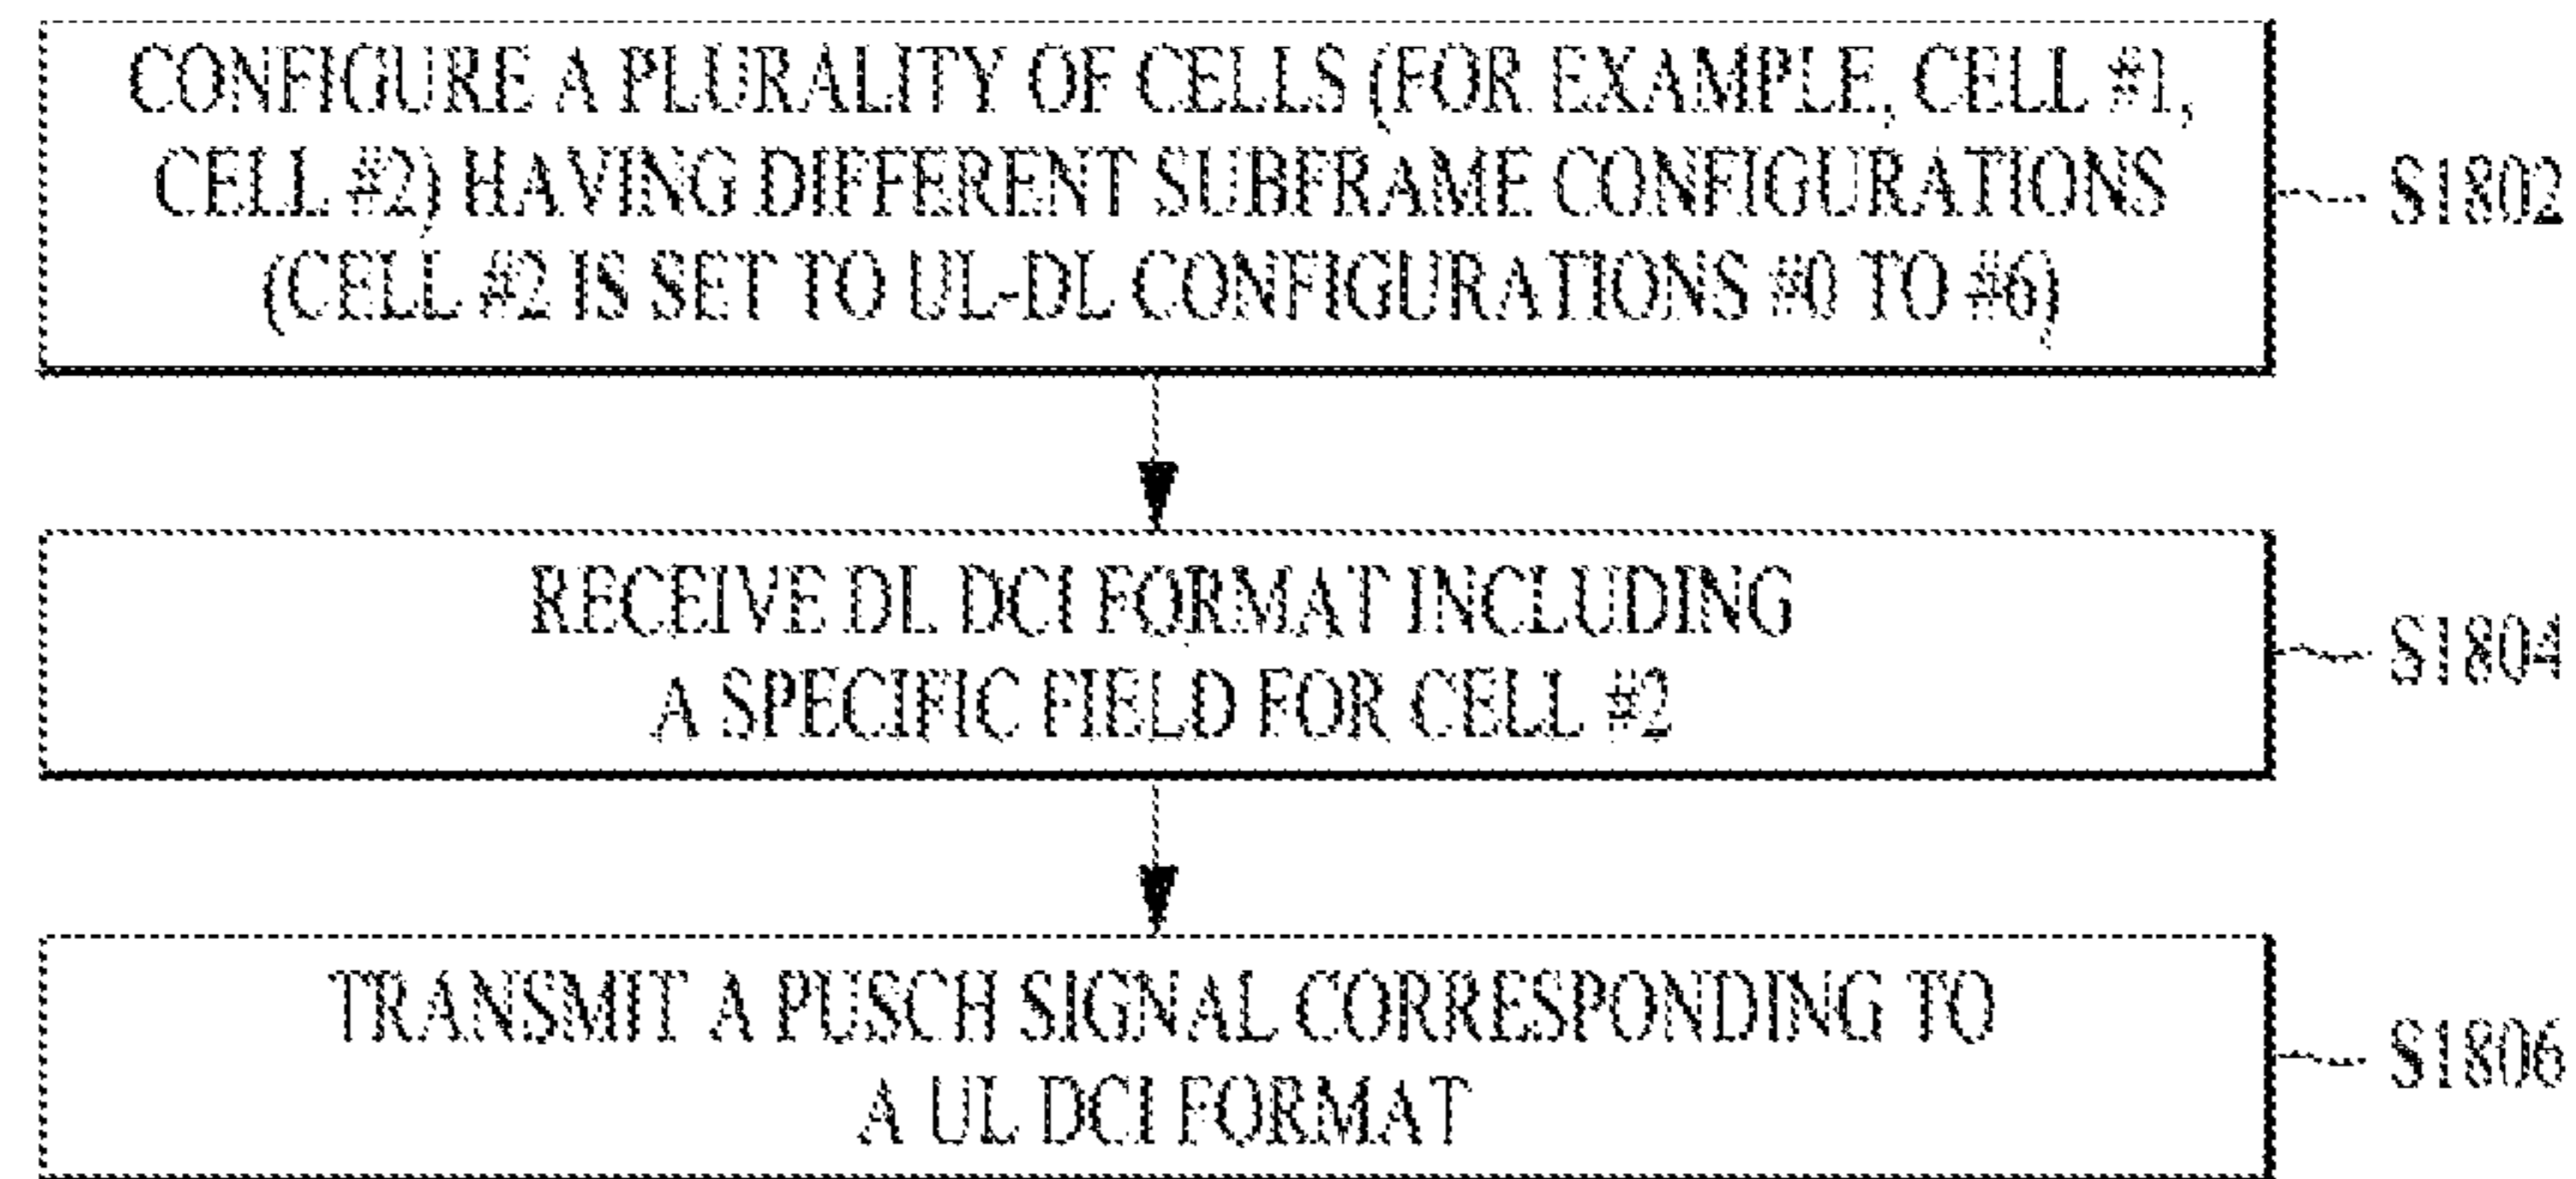 CONFIGURE A PLURALITY OF CELLS (FOR EXAMPLE, CELL #1,
CELL #2) HAVING DIFFERENT SUBFRAME CONFIGURATIONS
(CELL #2 IS SET TO UL-DL CONFIGURATIONS #0 TO #6)
S1802
RECEIVE DL DCI FORMAT INCLUDING
A SPECIFIC FIELD FOR CELL #2
S1804
TRANSMIT A PUSCH SIGNAL CORRESPONDING TO
A UL DCI FORMAT
S1806